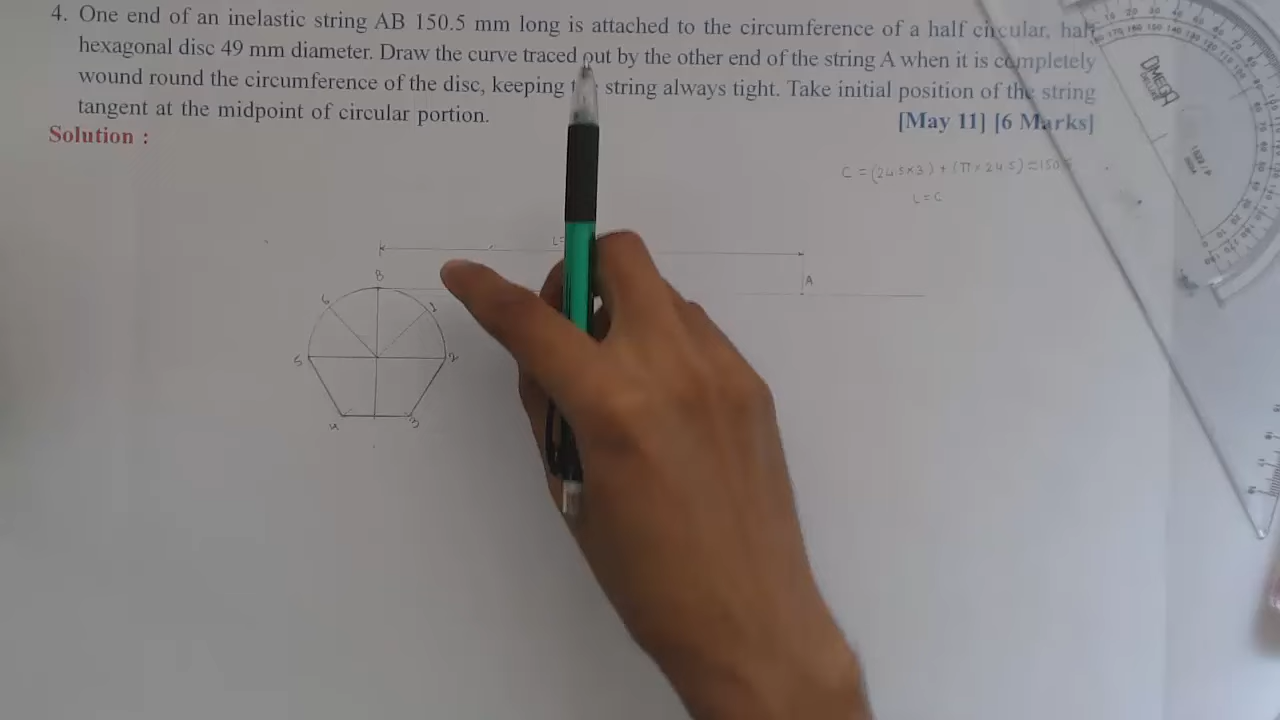 4. One end of an inelastic string AB 150.5 mm long is attached to the circumference of a half circular, half
hexagonal disc 49 mm diameter. Draw the curve traced out by the other end of the string A when it is completely
wound round the circumference of the disc, keeping string always tight. Take initial position of the string
tangent at the midpoint of circular portion. [May 11] [6 Marks]
Solution :
C = (24.5×3) + (π×24.5) ≈ 150.5
L = C
L=
B
A
6
1
5
2
4
3
OMEGA